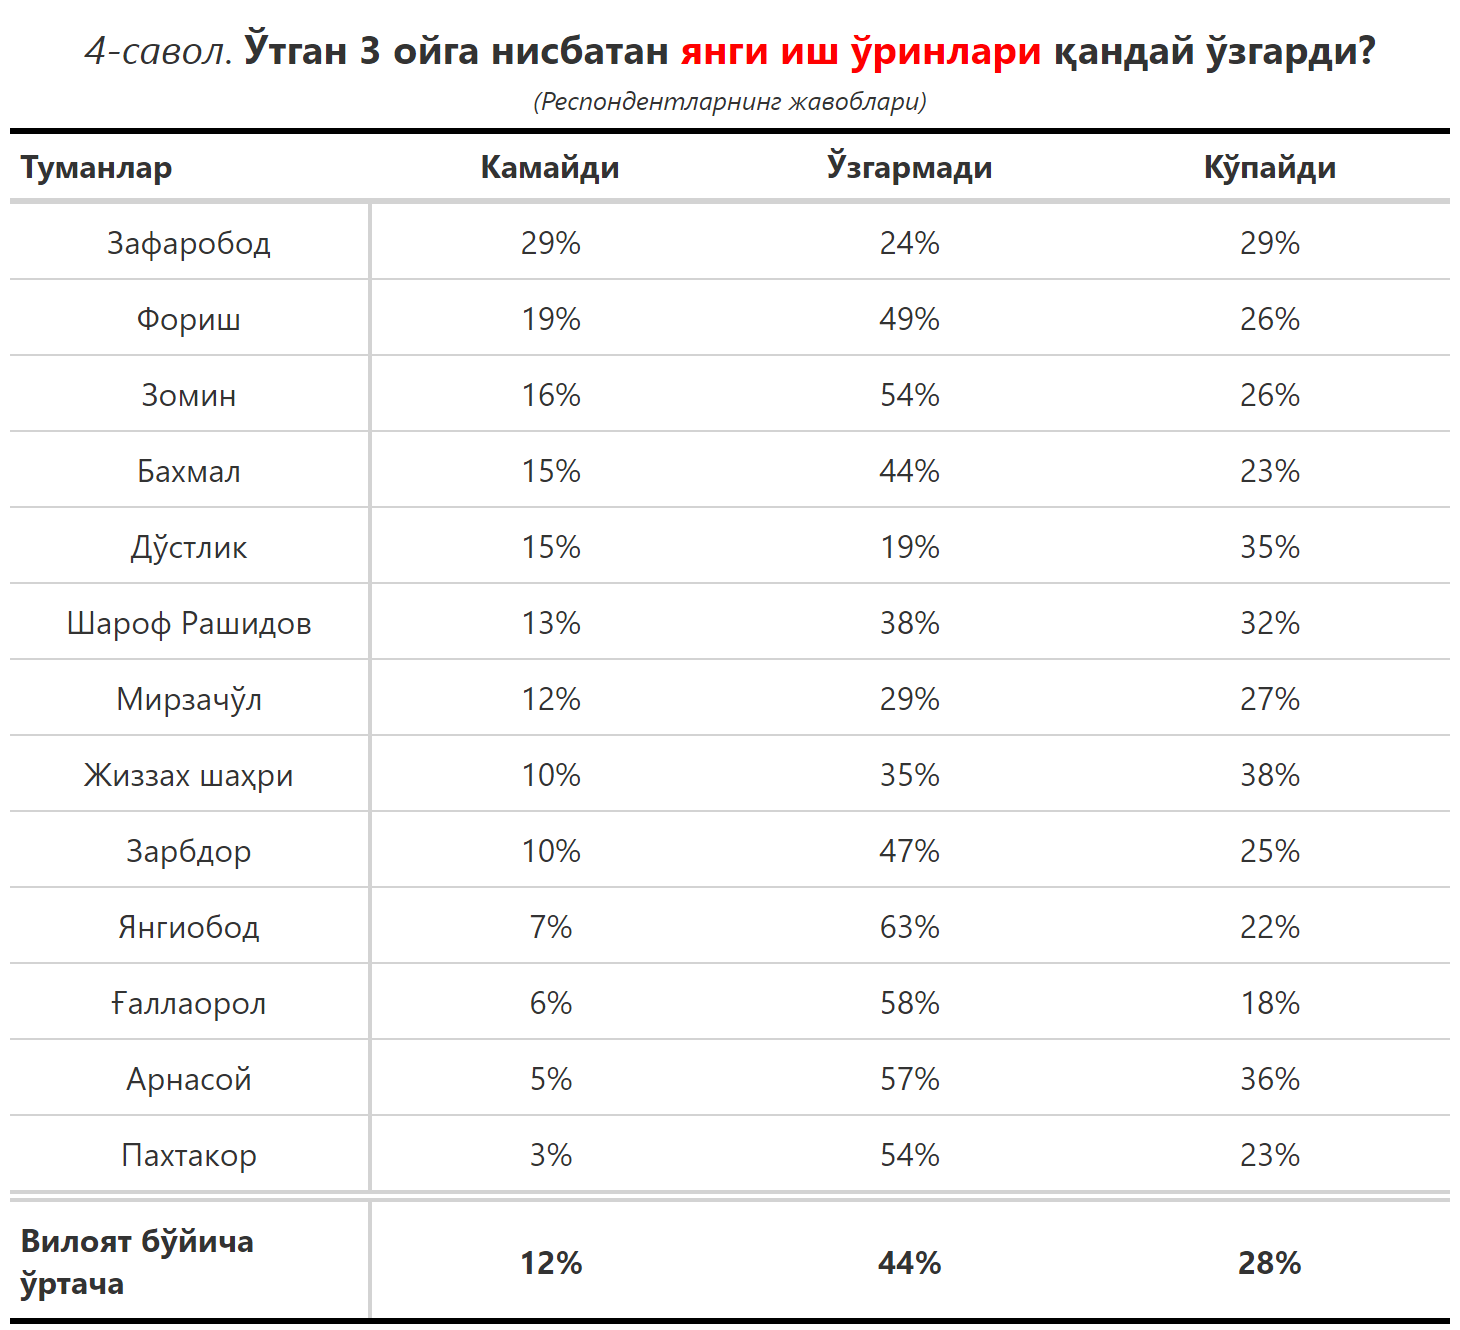 4-савол. Ўтган 3 ойга нисбатан янги иш ўринлари қандай ўзгарди?
(Респондентларнинг жавоблари)
Туманлар Камайди Ўзгармади Кўпайди
Зафаробод 29% 24% 29%
Фориш 19% 49% 26%
Зомин 16% 54% 26%
Бахмал 15% 44% 23%
Дўстлик 15% 19% 35%
Шароф Рашидов 13% 38% 32%
Мирзачўл 12% 29% 27%
Жиззах шаҳри 10% 35% 38%
Зарбдор 10% 47% 25%
Янгиобод 7% 63% 22%
Ғаллаорол 6% 58% 18%
Арнасой 5% 57% 36%
Пахтакор 3% 54% 23%
Вилоят бўйича
ўртача 12% 44% 28%